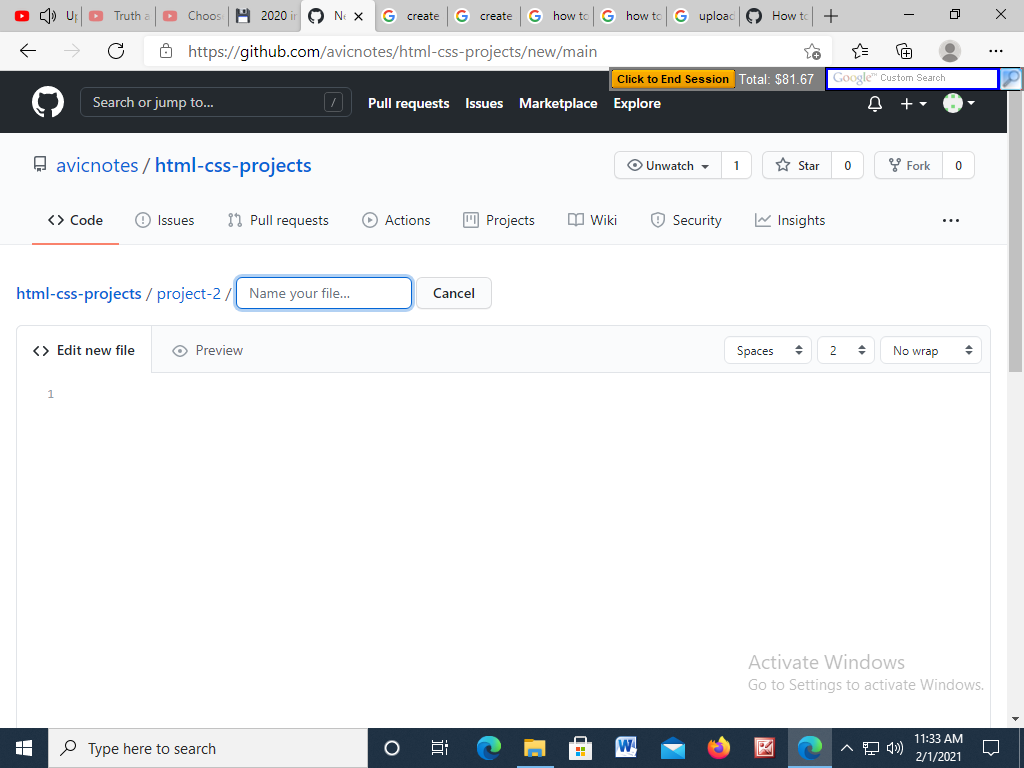 Up
Truth a
Choos
2020 in
Ne
create
create
how to
how to
upload
How to
https://github.com/avicnotes/html-css-projects/new/main
Click to End Session Total: $81.67 Google™ Custom Search
Search or jump to... / Pull requests Issues Marketplace Explore
avicnotes / html-css-projects Unwatch 1 Star 0 Fork 0
Code Issues Pull requests Actions Projects Wiki Security Insights
html-css-projects / project-2 / Name your file... Cancel
Edit new file Preview Spaces 2 No wrap
1
Activate Windows
Go to Settings to activate Windows.
Type here to search
11:33 AM
2/1/2021